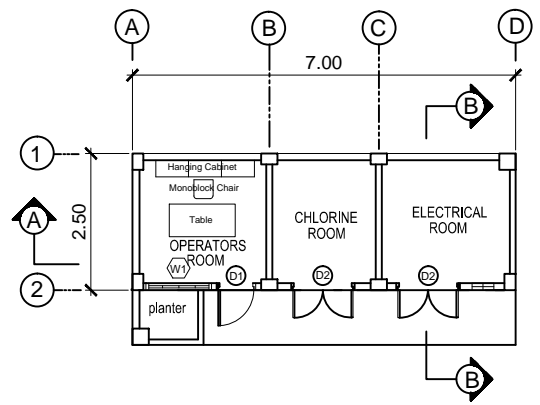 A
B
C
D
7.00
B
1
Hanging Cabinet
Monoblock Chair
A
2.50
Table
CHLORINE
ROOM
ELECTRICAL
ROOM
OPERATORS
ROOM
W1
D1
D2
D2
2
planter
B